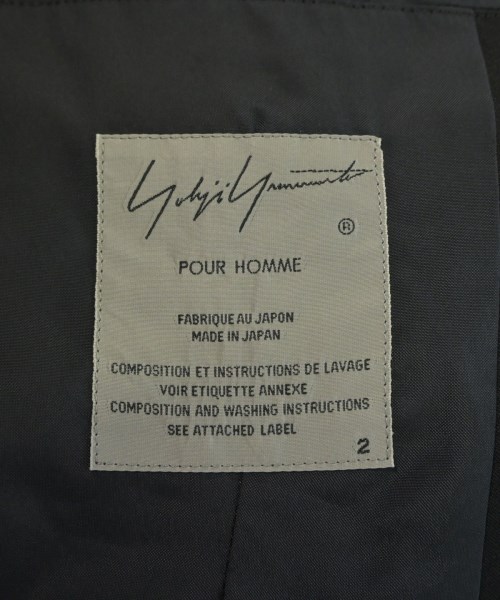 Yohji Yamamoto
®
POUR HOMME
FABRIQUE AU JAPON
MADE IN JAPAN
COMPOSITION ET INSTRUCTIONS DE LAVAGE
VOIR ETIQUETTE ANNEXE
COMPOSITION AND WASHING INSTRUCTIONS
SEE ATTACHED LABEL
2